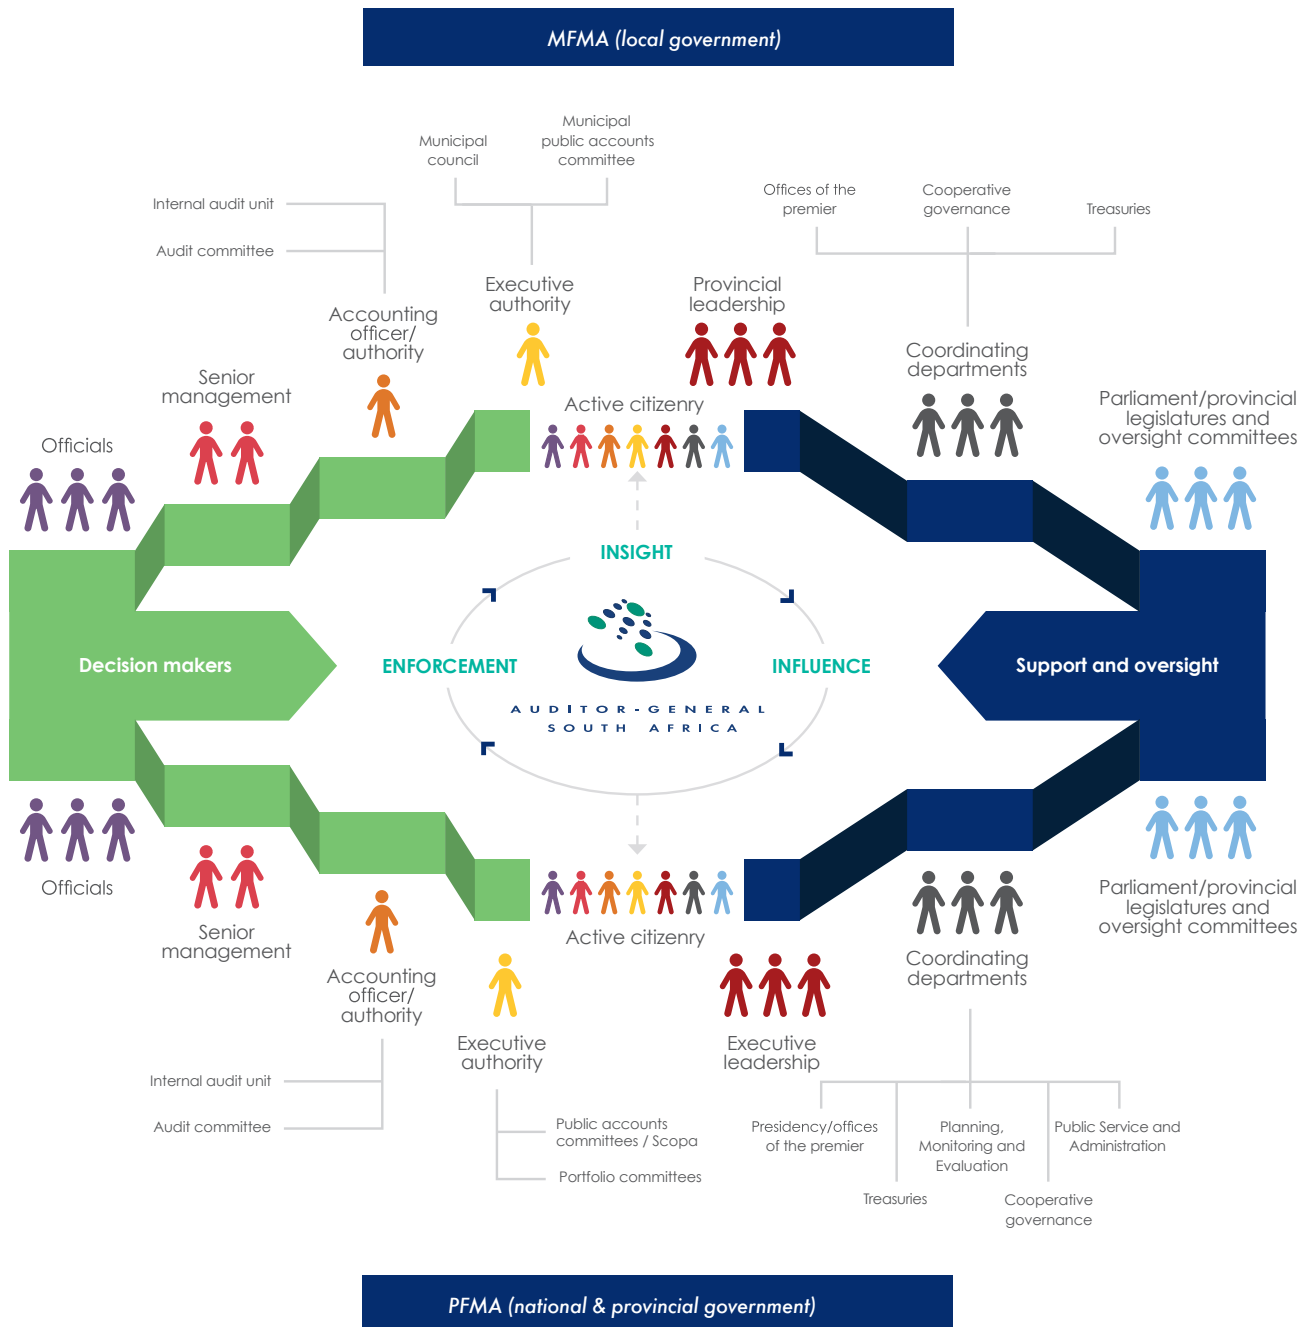 MFMA (local government)
Municipal
council
Municipal
public accounts
committee
Internal audit unit
Audit committee
Offices of the
premier
Cooperative
governance
Treasuries
Executive
authority
Provincial
leadership
Accounting
officer/
authority
Coordinating
departments
Senior
management
Active citizenry
Parliament/provincial
legislatures and
oversight committees
Officials
INSIGHT
Decision makers
ENFORCEMENT
INFLUENCE
Support and oversight
AUDITOR-GENERAL
SOUTH AFRICA
Officials
Senior
management
Active citizenry
Parliament/provincial
legislatures and
oversight committees
Accounting
officer/
authority
Coordinating
departments
Executive
authority
Executive
leadership
Internal audit unit
Audit committee
Public accounts
committees / Scopa
Portfolio committees
Presidency/offices
of the premier
Planning,
Monitoring and
Evaluation
Public Service and
Administration
Treasuries
Cooperative
governance
PFMA (national & provincial government)